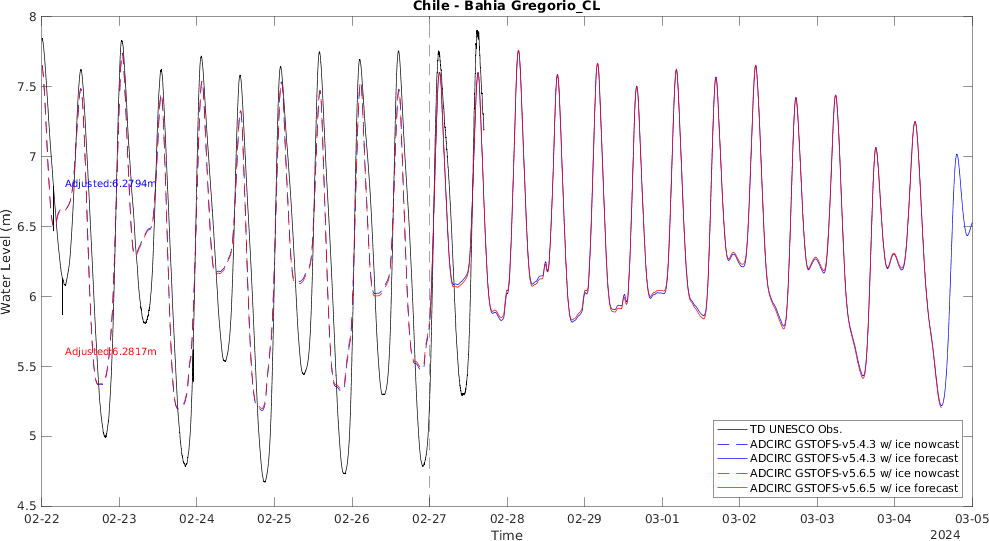 Chile - Bahia Gregorio_CL
Water Level (m)
8
7.5
7
6.5
6
5.5
5
4.5
Adjusted:6.2794m
Adjusted:6.2817m
TD UNESCO Obs.
ADCIRC GSTOFS-v5.4.3 w/ ice nowcast
ADCIRC GSTOFS-v5.4.3 w/ ice forecast
ADCIRC GSTOFS-v5.6.5 w/ ice nowcast
ADCIRC GSTOFS-v5.6.5 w/ ice forecast
02-22 02-23 02-24 02-25 02-26 02-27 02-28 02-29 03-01 03-02 03-03 03-04 03-05
Time
2024